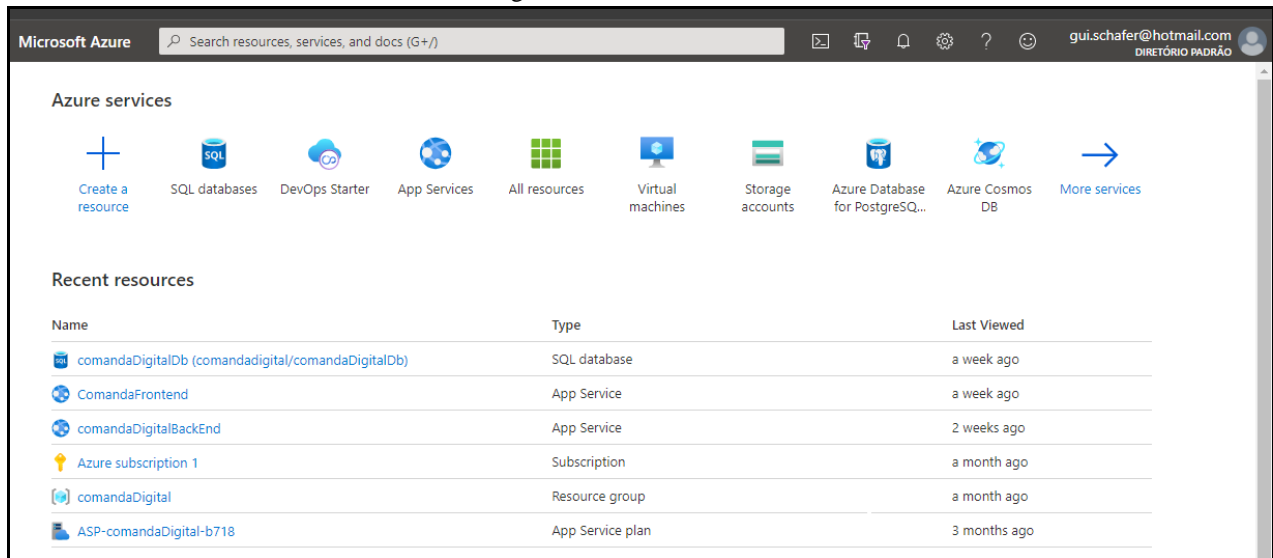 Microsoft Azure
Search resources, services, and docs (G+/)
gui.schafer@hotmail.com
DIRETÓRIO PADRÃO
Azure services
Create a
resource
SQL
SQL databases
DevOps Starter
App Services
All resources
Virtual
machines
Storage
accounts
Azure Database
for PostgreSQ...
Azure Cosmos
DB
More services
Recent resources
Name Type Last Viewed
SQL comandaDigitalDb (comandadigital/comandaDigitalDb) SQL database a week ago
ComandaFrontend App Service a week ago
comandaDigitalBackEnd App Service 2 weeks ago
Azure subscription 1 Subscription a month ago
comandaDigital Resource group a month ago
ASP-comandaDigital-b718 App Service plan 3 months ago